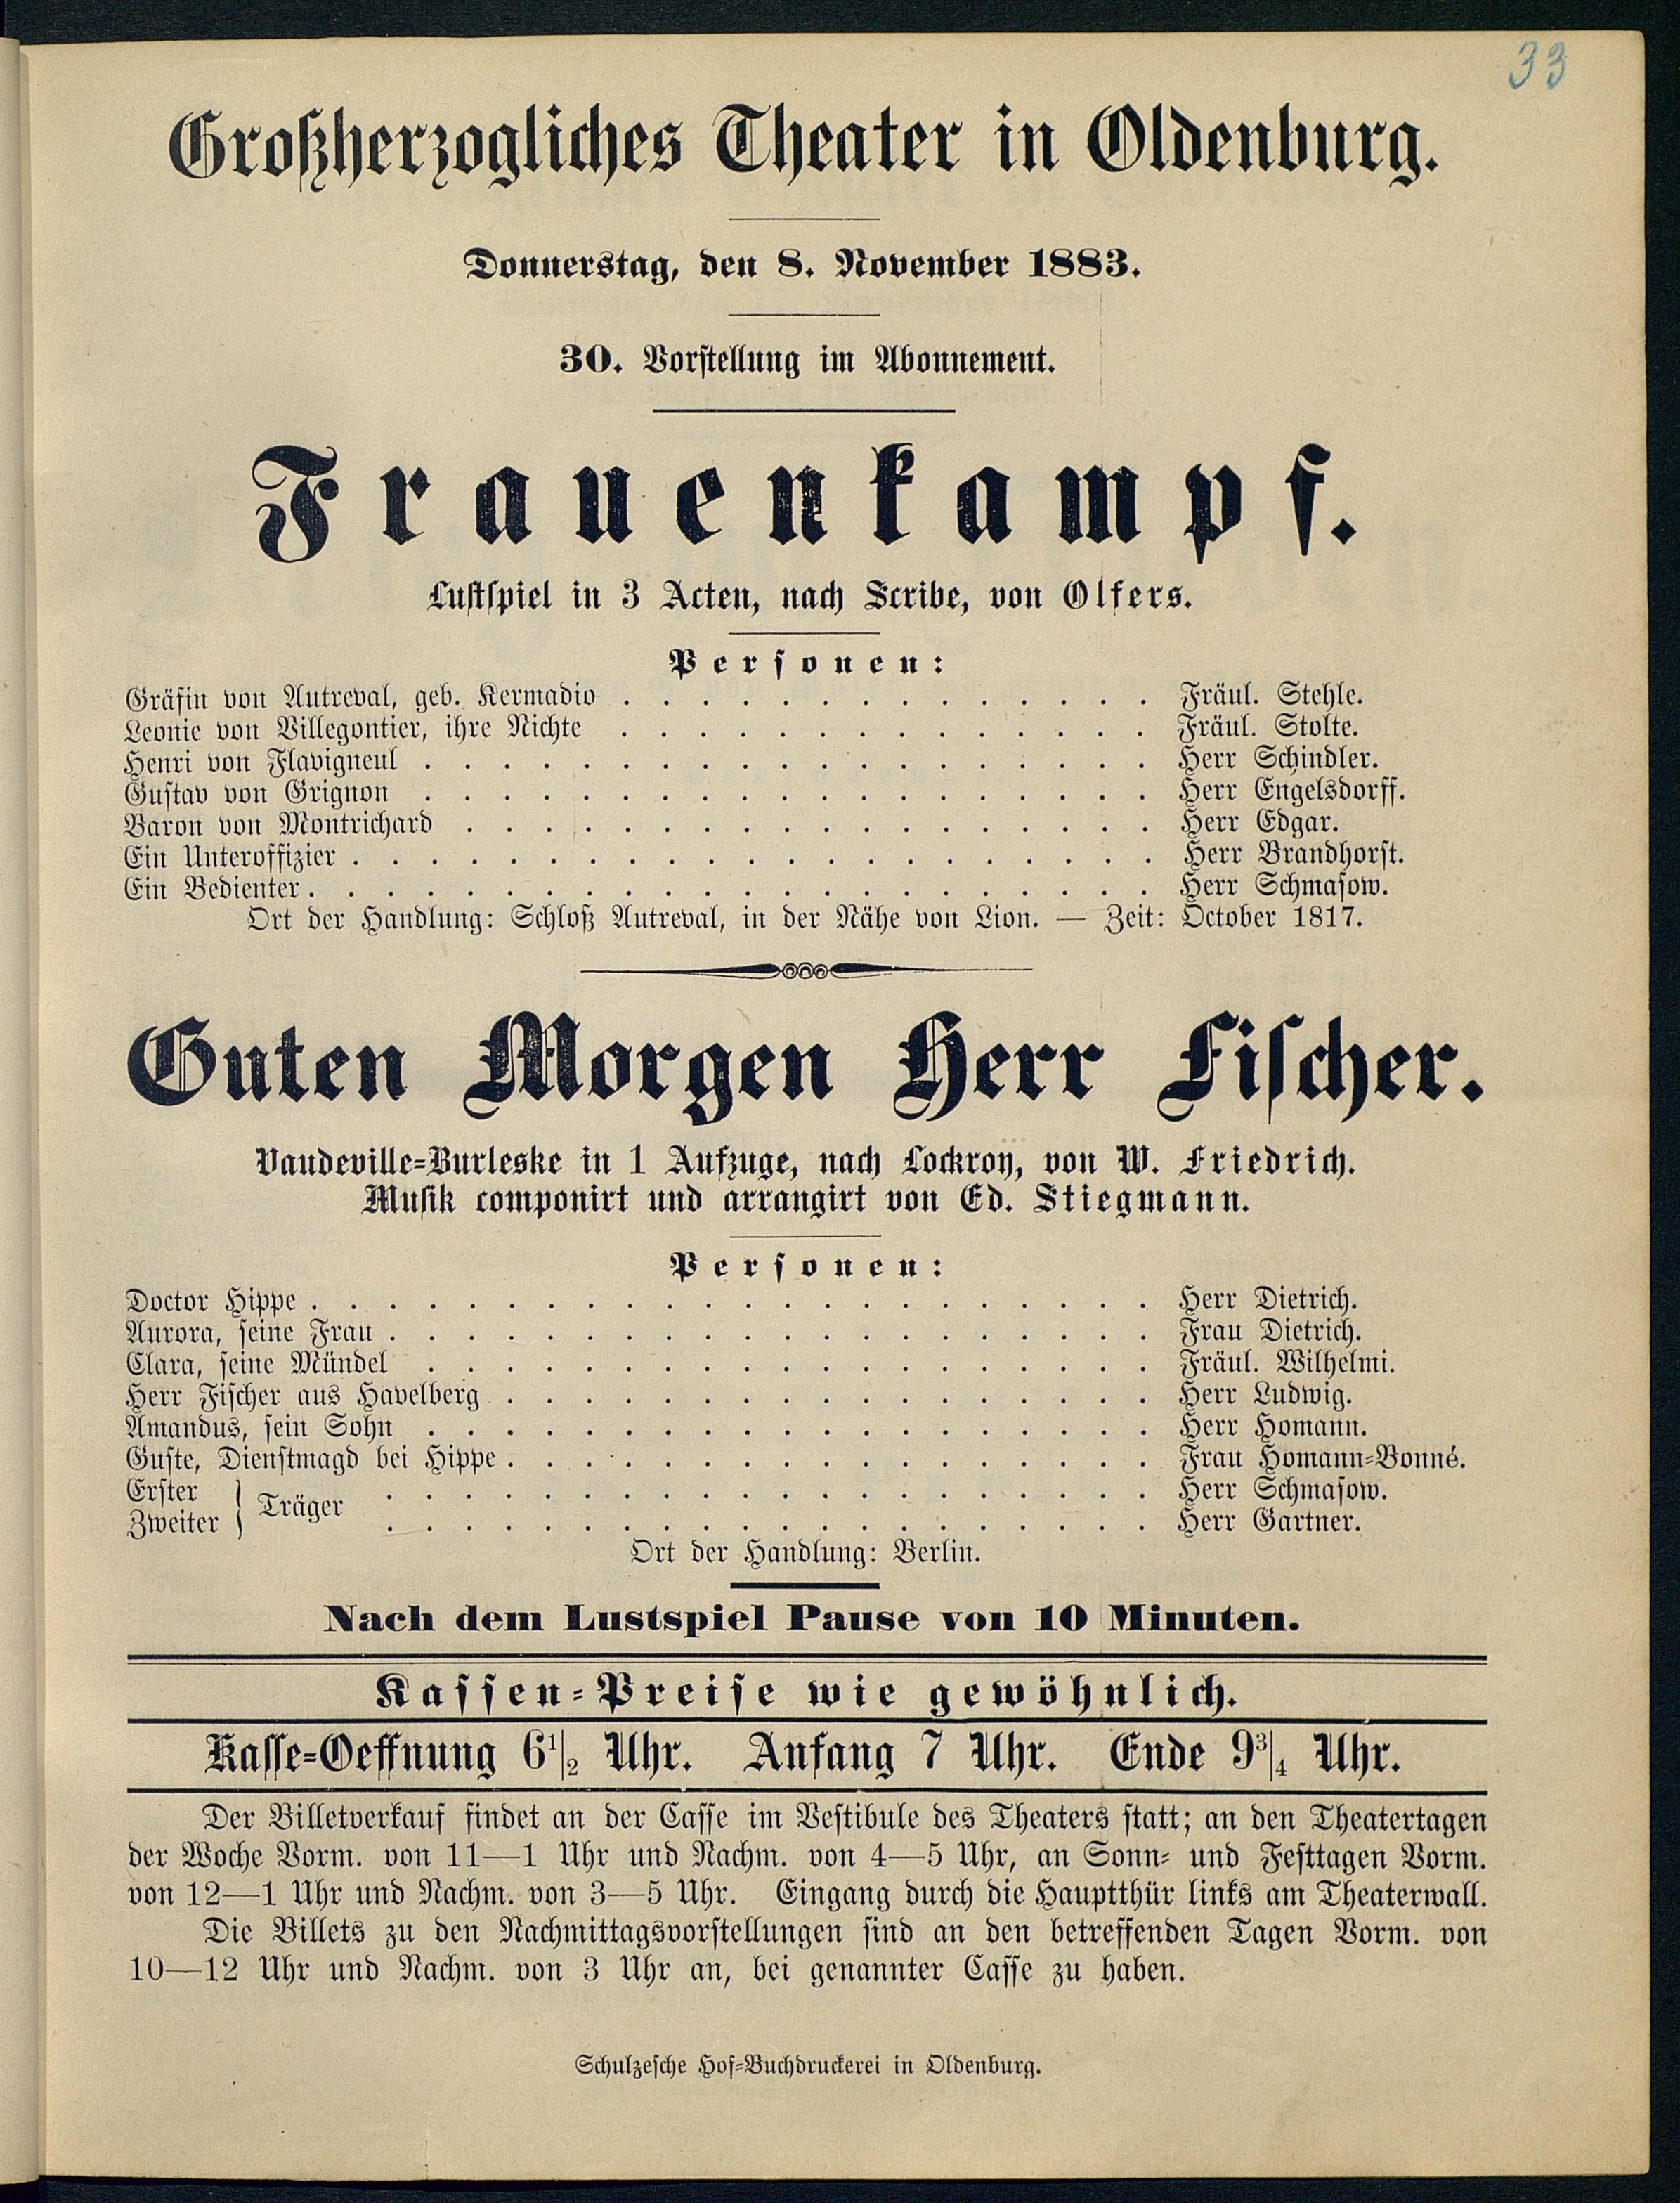 33
Großherzogliches Theater in Oldenburg.
Donnerstag, den 8. November 1883.
30. Vorstellung im Abonnement.
Frauenkampf.
Lustspiel in 3 Acten, nach Scribe, von Olfers.
Personen:
Gräfin von Autreval, geb. Kermadio . . . . . . . . . . . . . . Fräul. Stehle.
Leonie von Villegontier, ihre Nichte . . . . . . . . . . . . . . Fräul. Stolte.
Henri von Flavigneul . . . . . . . . . . . . . . . . . . . Herr Schindler.
Gustav von Grignon . . . . . . . . . . . . . . . . . . . Herr Engelsdorff.
Baron von Montrichard . . . . . . . . . . . . . . . . . . Herr Edgar.
Ein Unteroffizier . . . . . . . . . . . . . . . . . . . . . Herr Brandhorst.
Ein Bedienter . . . . . . . . . . . . . . . . . . . . . . Herr Schmasow.
Ort der Handlung: Schloß Autreval, in der Nähe von Lion. — Zeit: October 1817.
Guten Morgen Herr Fischer.
Vaudeville-Burleske in 1 Aufzuge, nach Lockroy, von W. Friedrich.
Musik componirt und arrangirt von Ed. Stiegmann.
Personen:
Doctor Hippe . . . . . . . . . . . . . . . . . . . . . . Herr Dietrich.
Aurora, seine Frau . . . . . . . . . . . . . . . . . . . . Frau Dietrich.
Clara, seine Mündel . . . . . . . . . . . . . . . . . . . Fräul. Wilhelmi.
Herr Fischer aus Havelberg . . . . . . . . . . . . . . . . . Herr Ludwig.
Amandus, sein Sohn . . . . . . . . . . . . . . . . . . . Herr Homann.
Guste, Dienstmagd bei Hippe . . . . . . . . . . . . . . . . . Frau Homann-Bonné.
Erster } Träger . . . . . . . . . . . . . . . . . . . . Herr Schmasow.
Zweiter } . . . . . . . . . . . . . . . . . . . . Herr Gartner.
Ort der Handlung: Berlin.
Nach dem Lustspiel Pause von 10 Minuten.
Kassen-Preise wie gewöhnlich.
Kasse-Oeffnung 6 1/2 Uhr. Anfang 7 Uhr. Ende 9 3/4 Uhr.
Der Billetverkauf findet an der Casse im Vestibule des Theaters statt; an den Theatertagen
der Woche Vorm. von 11—1 Uhr und Nachm. von 4—5 Uhr, an Sonn- und Festtagen Vorm.
von 12—1 Uhr und Nachm. von 3—5 Uhr. Eingang durch die Hauptthür links am Theaterwall.
Die Billets zu den Nachmittagsvorstellungen sind an den betreffenden Tagen Vorm. von
10—12 Uhr und Nachm. von 3 Uhr an, bei genannter Casse zu haben.
Schulzesche Hof-Buchdruckerei in Oldenburg.